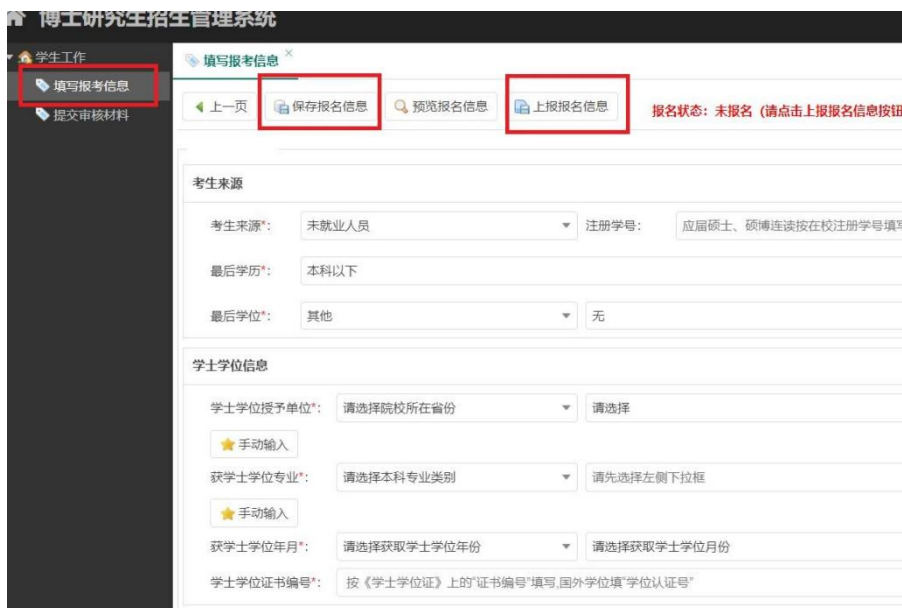 博士研究生招生管理系统
学生工作
填写报考信息
提交审核材料
填写报考信息 ×
上一页 保存报名信息 预览报名信息 上报报名信息 报名状态：未报名（请点击上报报名信息按钮
考生来源
考生来源*: 未就业人员 注册学号: 应届硕士、硕博连读按在校注册学号填写
最后学历*: 本科以下
最后学位*: 其他 无
学士学位信息
学士学位授予单位*: 请选择院校所在省份 请选择
手动输入
获学士学位专业*: 请选择本科专业类别 请先选择左侧下拉框
手动输入
获学士学位年月*: 请选择获取学士学位年份 请选择获取学士学位月份
学士学位证书编号*: 按《学士学位证》上的"证书编号"填写,国外学位填"学位认证号"